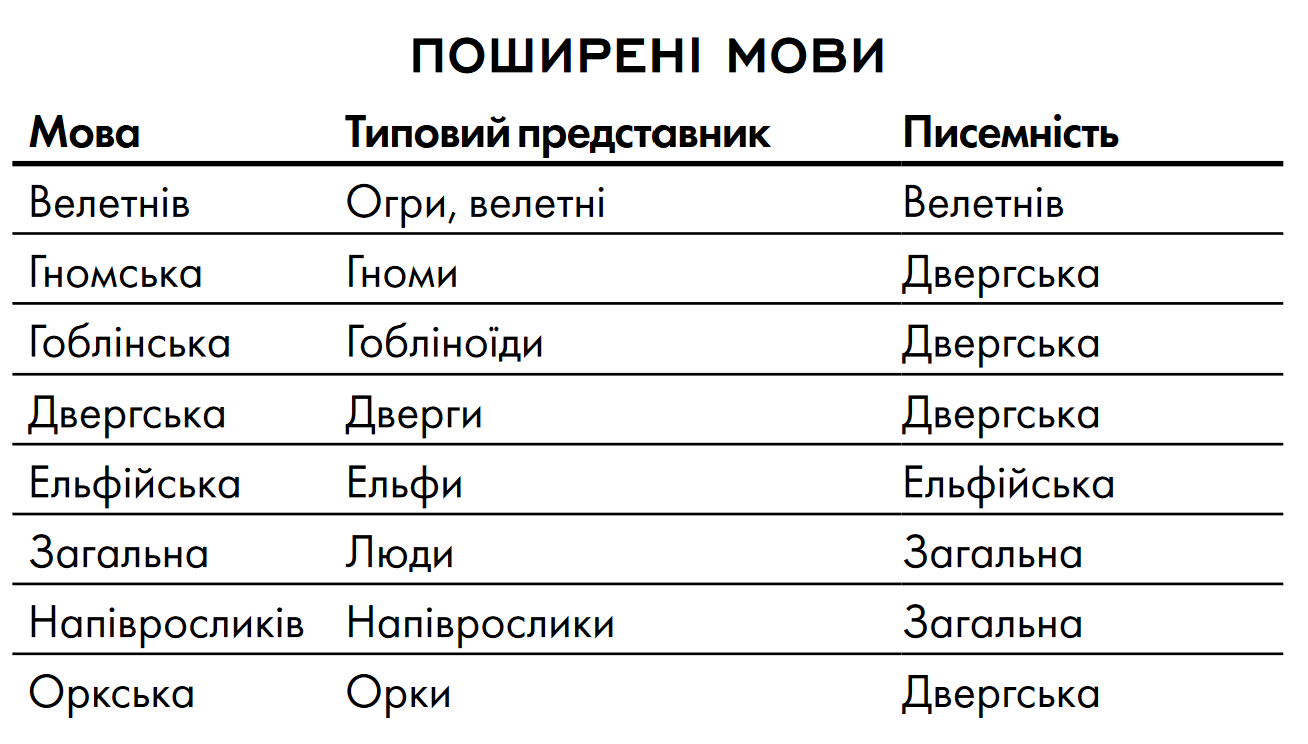 ПОШИРЕНІ МОВИ
Мова Типовий представник Писемність
Велетнів Огри, велетні Велетнів
Гномська Гноми Двергська
Гоблінська Гобліноїди Двергська
Двергська Дверги Двергська
Ельфійська Ельфи Ельфійська
Загальна Люди Загальна
Напівросликів Напіврослики Загальна
Оркська Орки Двергська